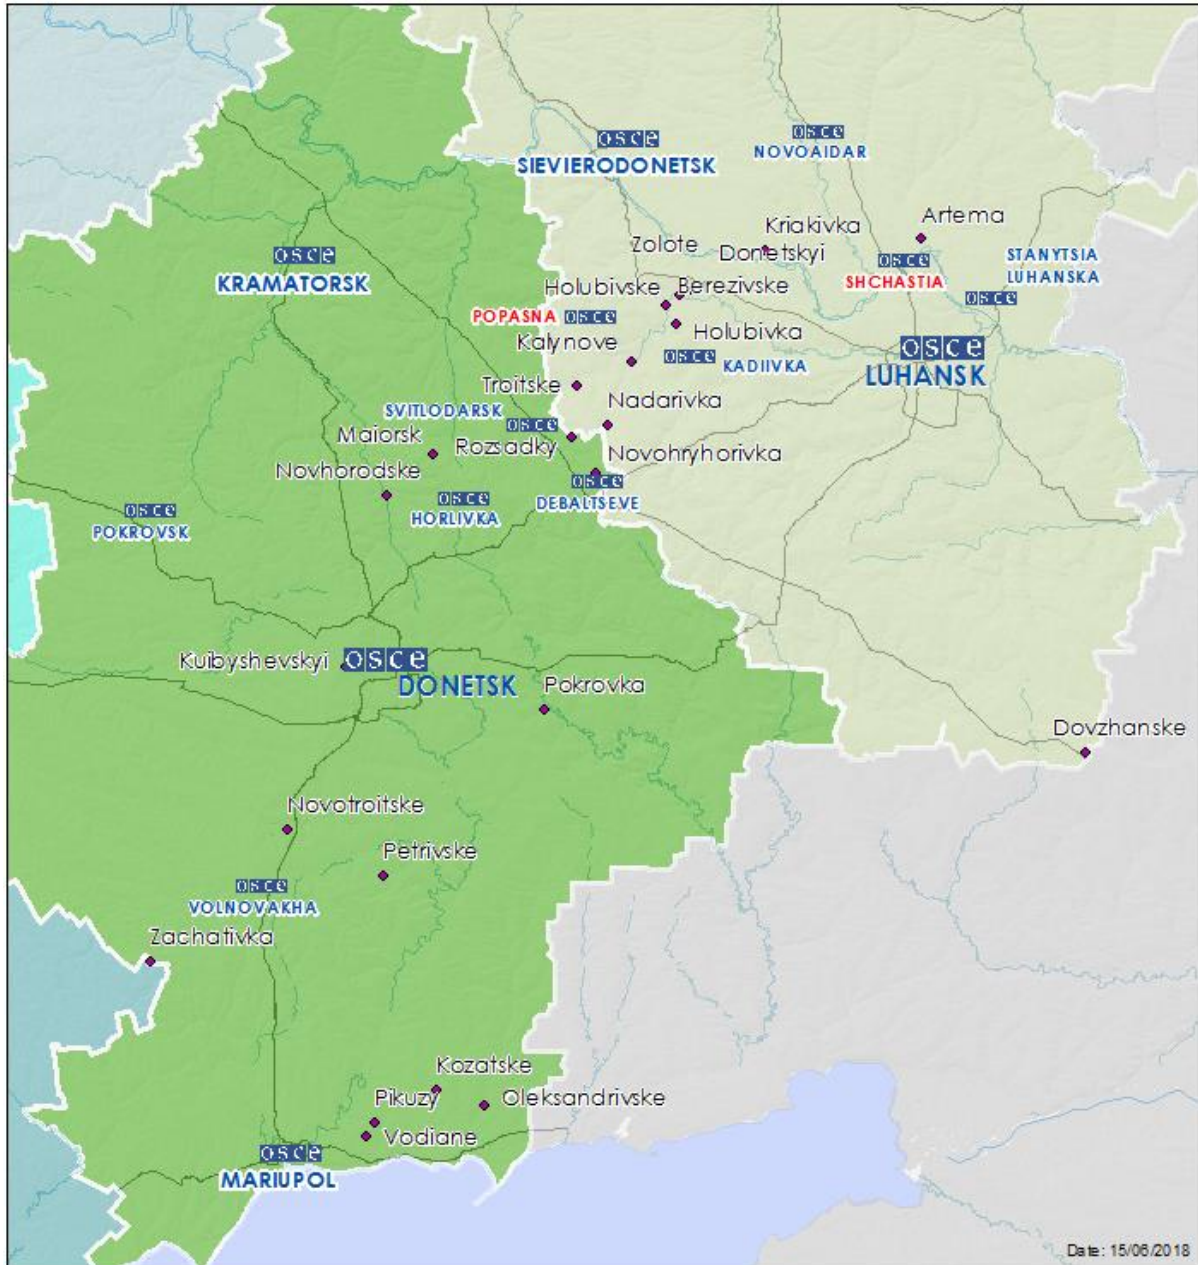 osce
SIEVIERODONETSK
osce
NOVOAIDAR
Artema
Kriakivka
Zolote
Donetskyi
osce
KRAMATORSK
osce
SHCHASTIA
STANYTSIA
LUHANSKA
osce
Holubivske
Berezivske
POPASNA osce
Holubivka
Kalynove
osce
KADIIVKA
osce
LUHANSK
Troitske
Nadarivka
SVITLODARSK
osce
Maiorsk
Rozsadky
Novohryhorivka
Novhorodske
osce
HORLIVKA
osce
DEBALTSEVE
osce
POKROVSK
Kuibyshevskyi
osce
DONETSK
Pokrovka
Dovzhanske
Novotroitske
Petrivske
osce
VOLNOVAKHA
Zachativka
Kozatske
Pikuzy
Oleksandrivske
Vodiane
osce
MARIUPOL
Date: 15/06/2018